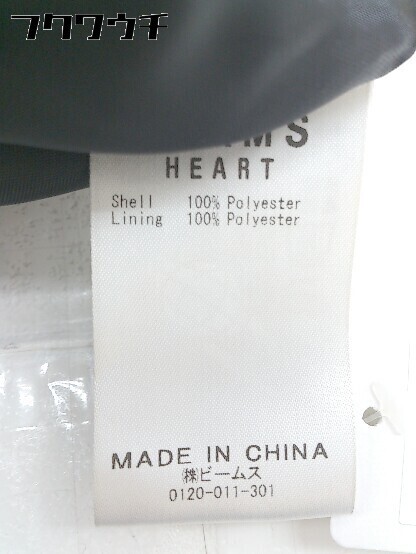 フクウウチ
HEART
Shell 100% Polyester
Lining 100% Polyester
MADE IN CHINA
㈱ビームス
0120-011-301